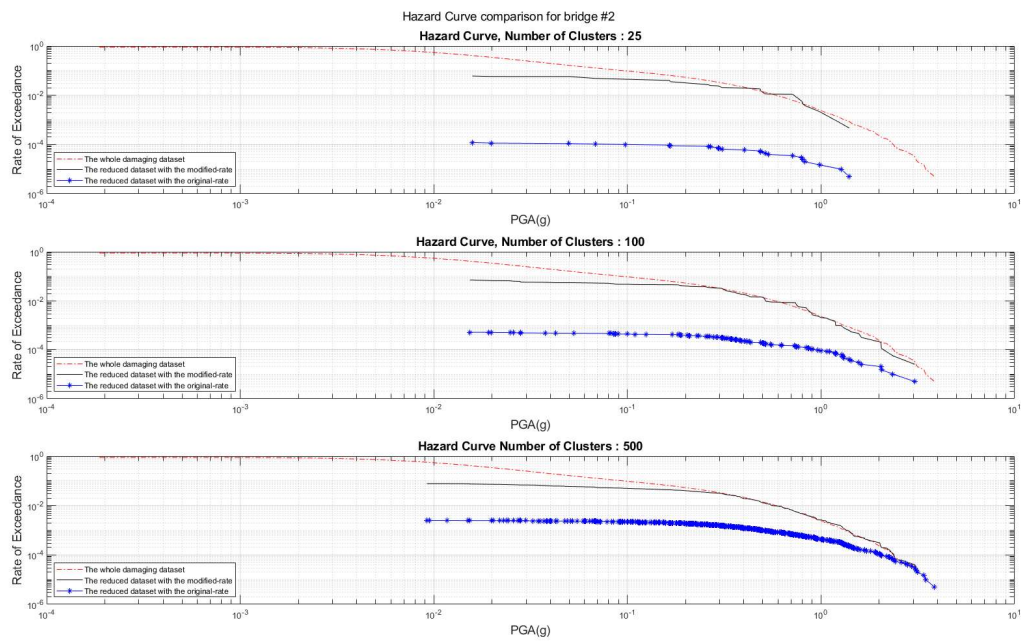 Hazard Curve comparison for bridge #2
Hazard Curve, Number of Clusters : 25
Rate of Exceedance
10^0
10^-2
10^-4
10^-6
The whole damaging dataset
The reduced dataset with the modified-rate
The reduced dataset with the original-rate
10^-4 10^-3 10^-2 10^-1 10^0 10^1
PGA(g)
Hazard Curve, Number of Clusters : 100
Rate of Exceedance
10^0
10^-2
10^-4
10^-6
The whole damaging dataset
The reduced dataset with the modified-rate
The reduced dataset with the original-rate
10^-4 10^-3 10^-2 10^-1 10^0 10^1
PGA(g)
Hazard Curve Number of Clusters : 500
Rate of Exceedance
10^0
10^-2
10^-4
10^-6
The whole damaging dataset
The reduced dataset with the modified-rate
The reduced dataset with the original-rate
10^-4 10^-3 10^-2 10^-1 10^0 10^1
PGA(g)